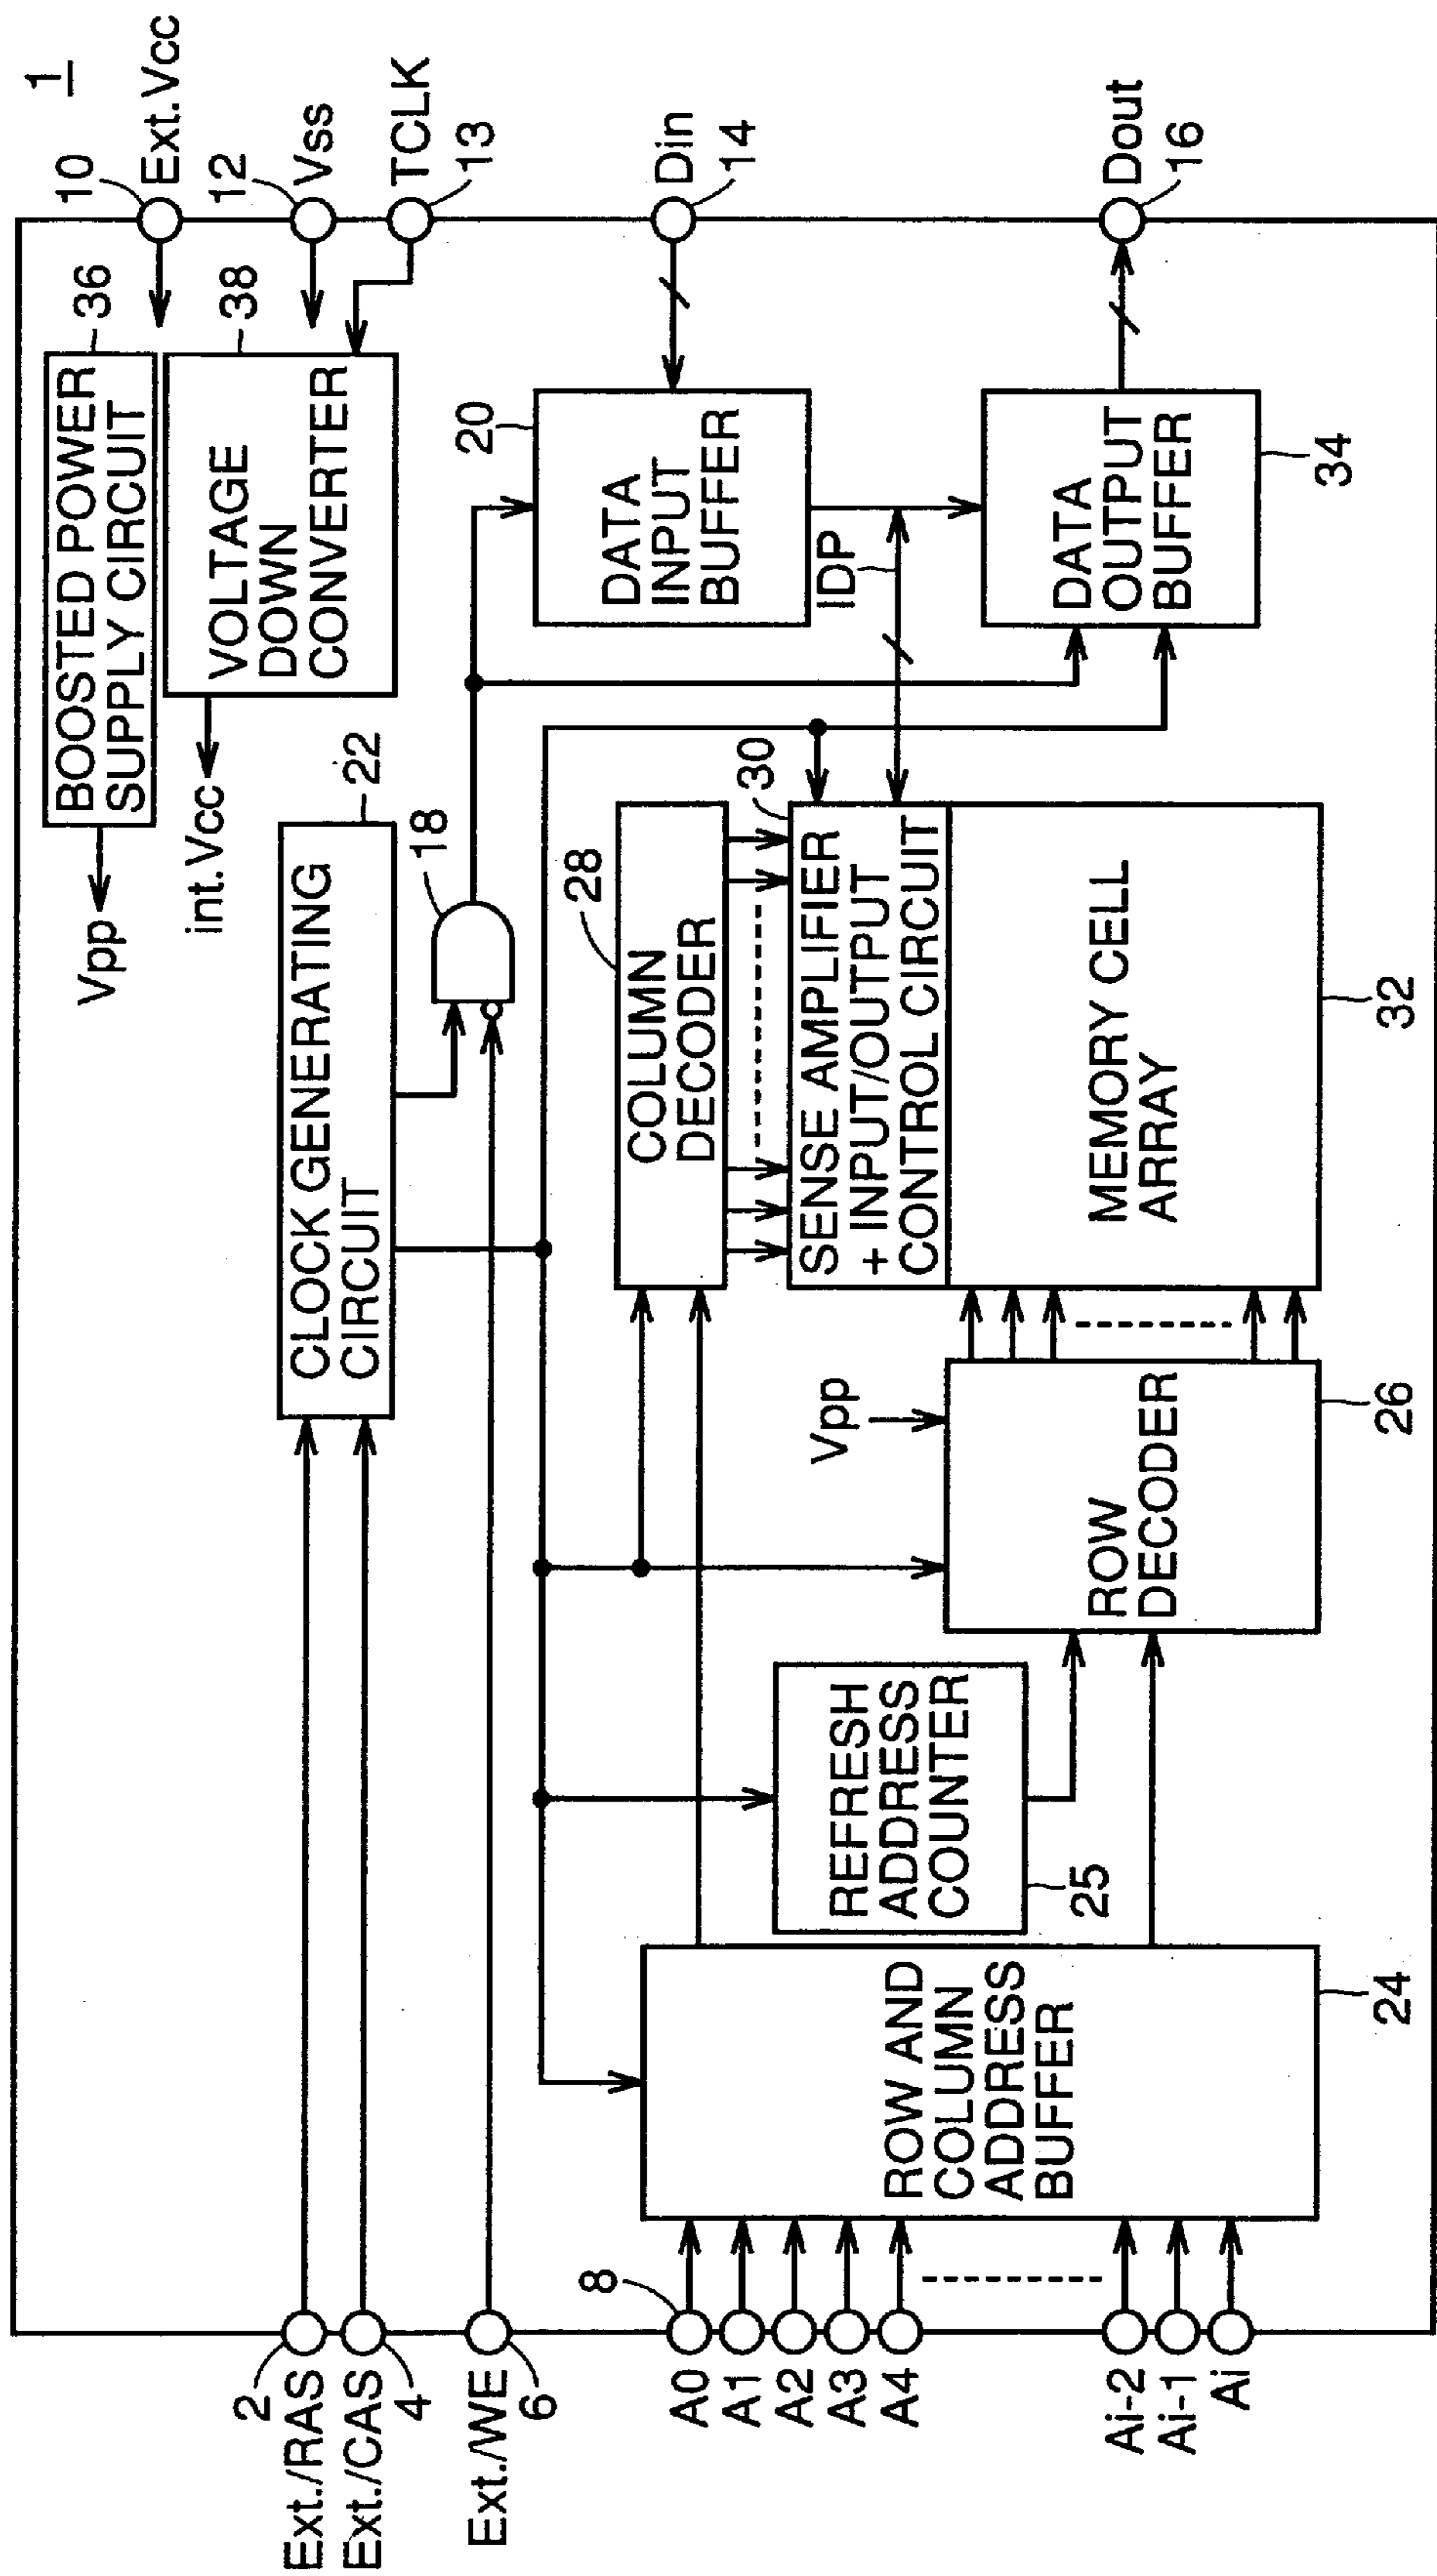 1
10
Ext.Vcc
12
Vss
TCLK
13
Din
14
Dout
16
BOOSTED POWER
SUPPLY CIRCUIT
36
Vpp
VOLTAGE
DOWN
CONVERTER
38
int.Vcc
CLOCK GENERATING
CIRCUIT
22
18
DATA
INPUT
BUFFER
20
IDP
DATA
OUTPUT
BUFFER
34
COLUMN
DECODER
28
SENSE AMPLIFIER
+ INPUT/OUTPUT
CONTROL CIRCUIT
30
MEMORY CELL
ARRAY
32
Vpp
ROW
DECODER
26
REFRESH
ADDRESS
COUNTER
25
ROW AND
COLUMN
ADDRESS
BUFFER
24
2
Ext./RAS
Ext./CAS
4
Ext./WE
6
8
A0
A1
A2
A3
A4
Ai-2
Ai-1
Ai